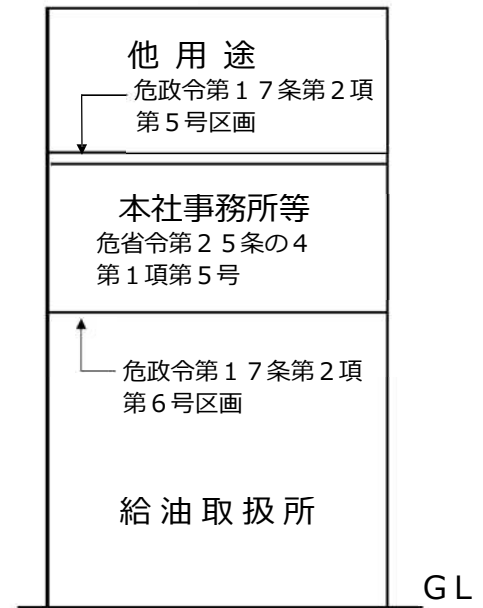 他用途
危政令第１７条第２項
第５号区画
本社事務所等
危省令第２５条の４
第１項第５号
危政令第１７条第２項
第６号区画
給油取扱所
ＧＬ